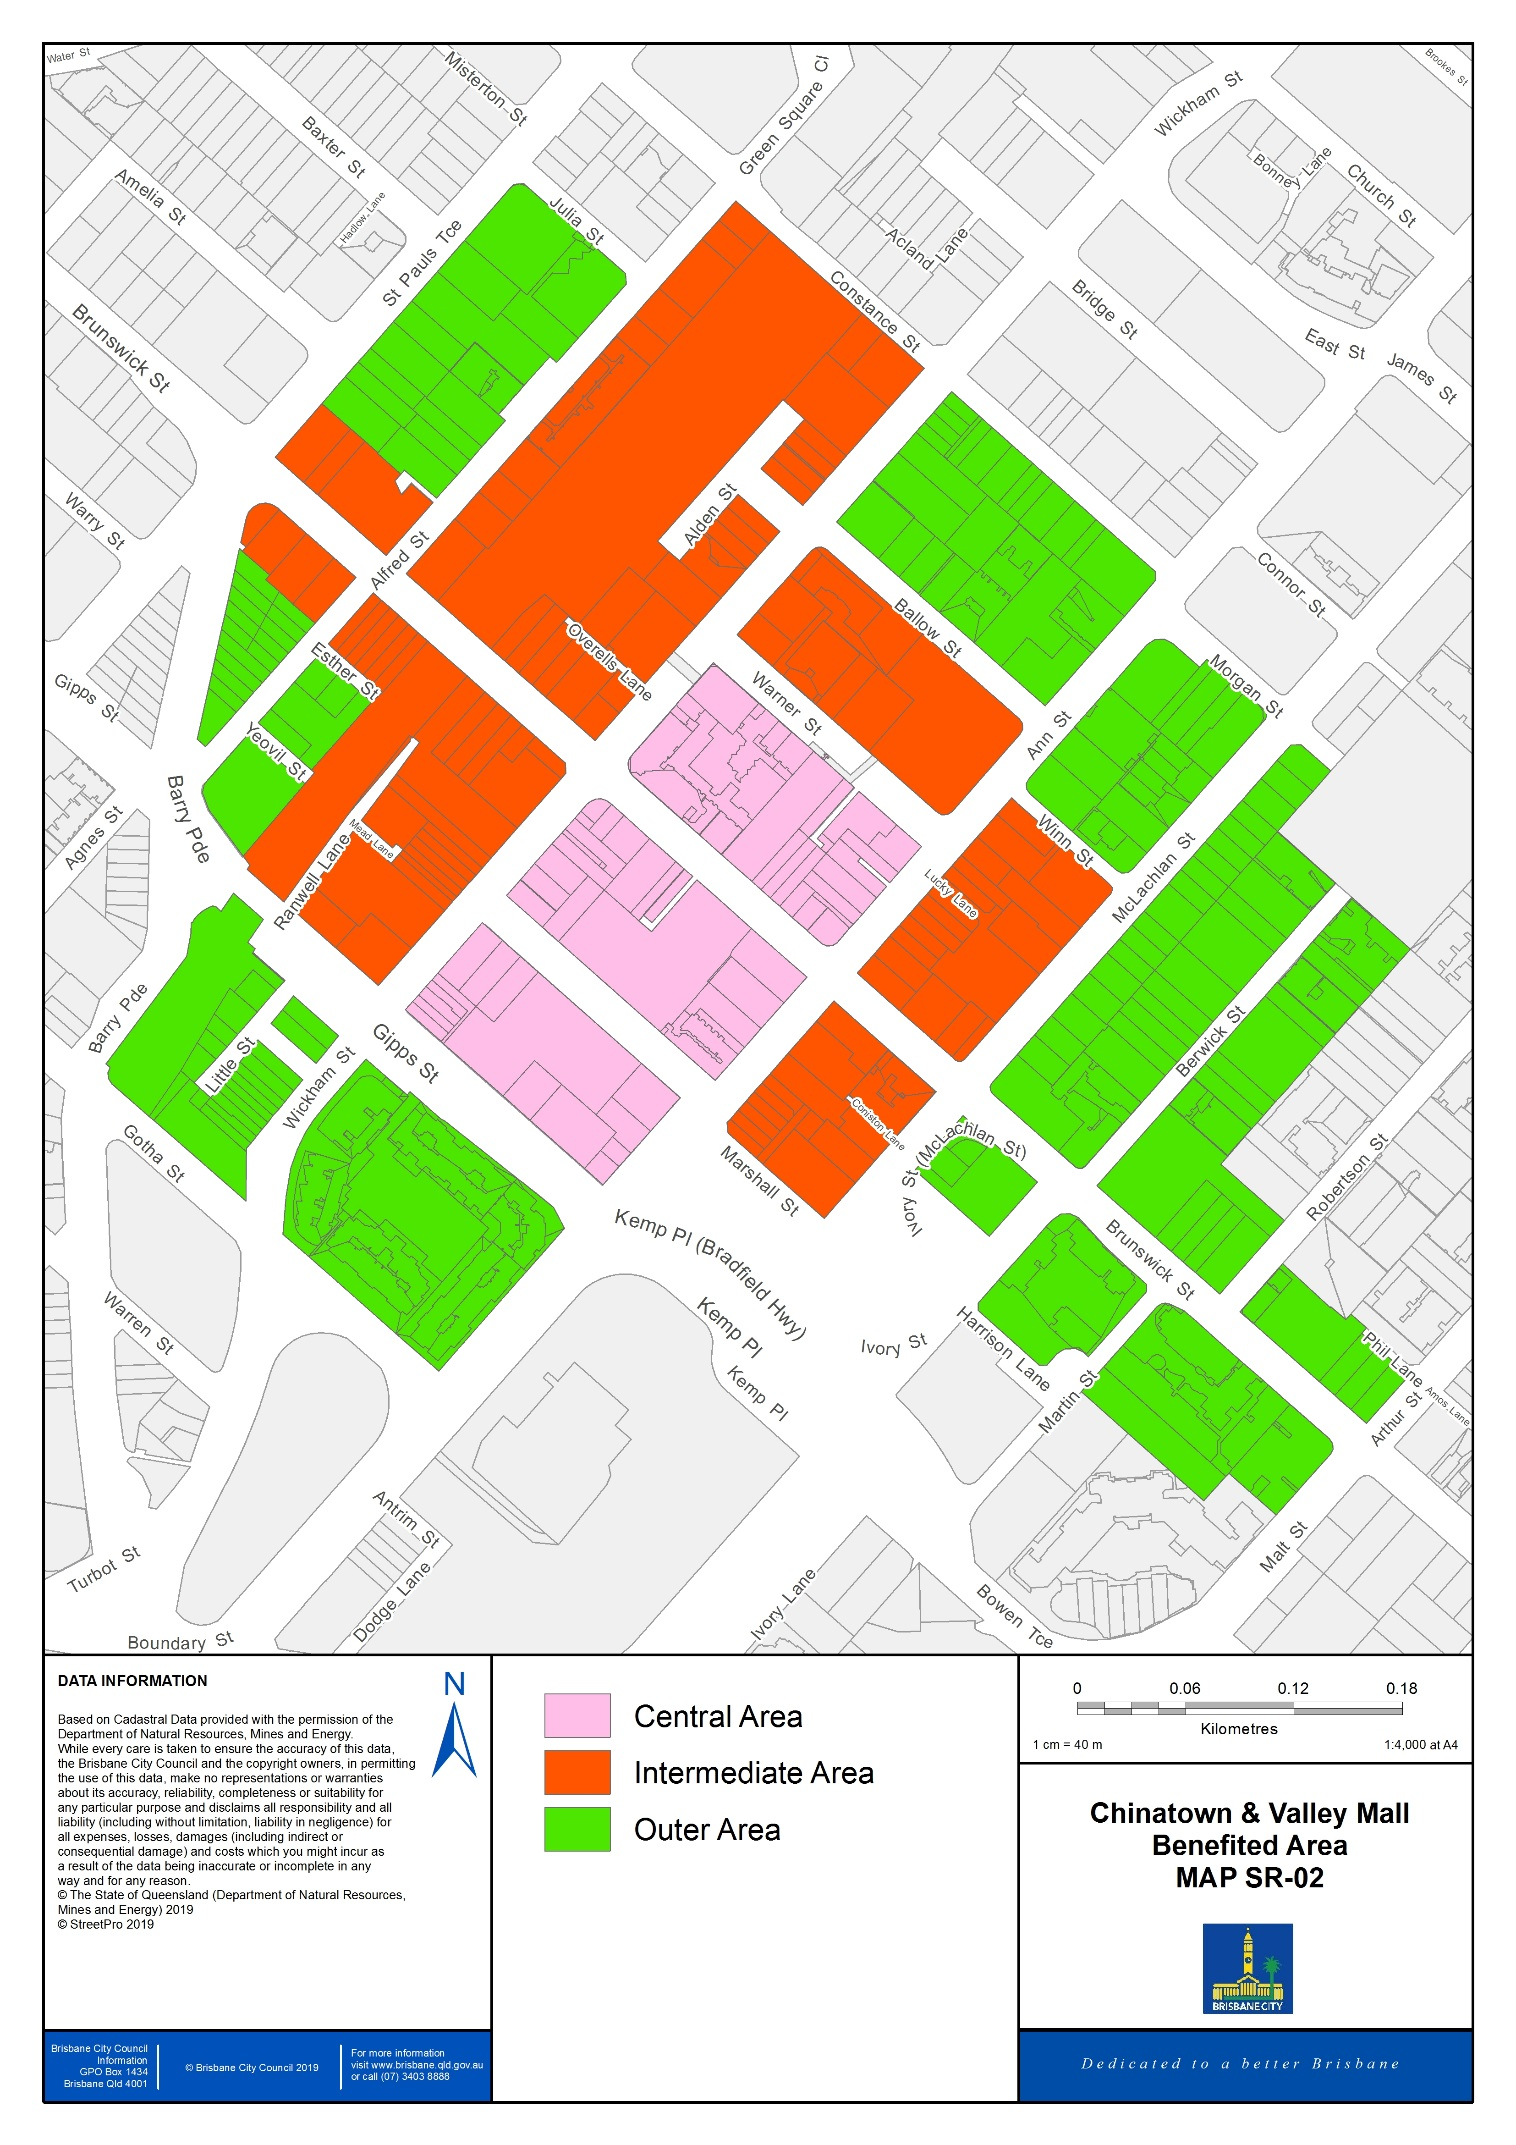 Water St
Misterton St
Green Square Cl
Brookes St
Wickham St
Baxter St
Bonney Lane
Church St
Amelia St
Hadlow Lane
St Pauls Tce
Julia St
Acland Lane
Constance St
Bridge St
Brunswick St
East St
James St
Warry St
Alden St
Alfred St
Connor St
Ballow St
Overells Lane
Esther St
Morgan St
Gipps St
Warner St
Ann St
Yeovil St
Barry Pde
Agnes St
Mead Lane
Ranwell Lane
Winn St
McLachlan St
Lucky Lane
Barry Pde
Little St
Gipps St
Wickham St
Berwick St
Coniston Lane
Gotha St
Marshall St
Ivory St (McLachlan St)
Robertson St
Kemp Pl (Bradfield Hwy)
Brunswick St
Warren St
Kemp Pl
Ivory St
Harrison Lane
Phil Lane
Kemp Pl
Martin St
Arthur St
Amos Lane
Antrim St
Malt St
Turbot St
Dodge Lane
Ivory Lane
Bowen Tce
Boundary St
DATA INFORMATION
N
Based on Cadastral Data provided with the permission of the
Department of Natural Resources, Mines and Energy.
While every care is taken to ensure the accuracy of this data,
the Brisbane City Council and the copyright owners, in permitting
the use of this data, make no representations or warranties
about its accuracy, reliability, completeness or suitability for
any particular purpose and disclaims all responsibility and all
liability (including without limitation, liability in negligence) for
all expenses, losses, damages (including indirect or
consequential damage) and costs which you might incur as
a result of the data being inaccurate or incomplete in any
way and for any reason.
© The State of Queensland (Department of Natural Resources,
Mines and Energy) 2019
© StreetPro 2019
Central Area
Intermediate Area
Outer Area
0 0.06 0.12 0.18
Kilometres
1 cm = 40 m 1:4,000 at A4
Chinatown & Valley Mall
Benefited Area
MAP SR-02
BRISBANE CITY
Brisbane City Council
Information
GPO Box 1434
Brisbane Qld 4001
© Brisbane City Council 2019
For more information
visit www.brisbane.qld.gov.au
or call (07) 3403 8888
Dedicated to a better Brisbane